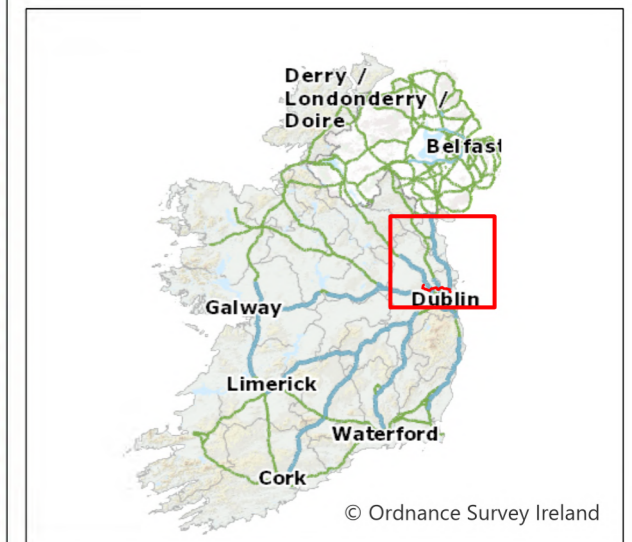 Derry /
Londonderry /
Doire
Belfast
Dublin
Galway
Limerick
Waterford
Cork
© Ordnance Survey Ireland